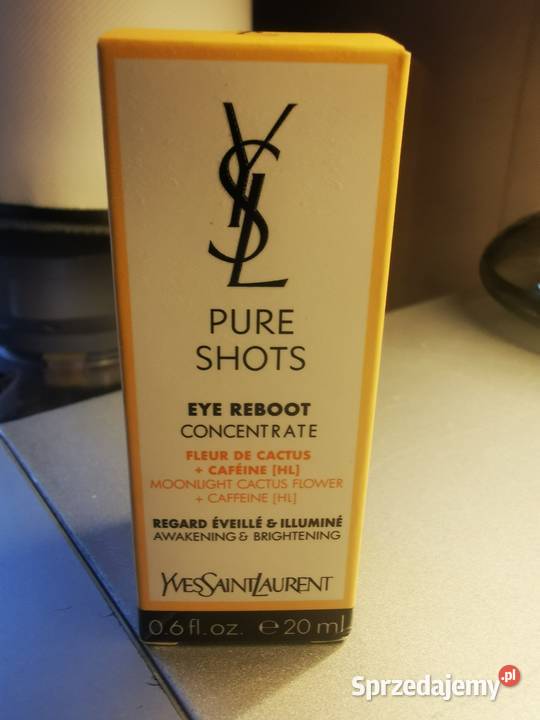 YSL
PURE
SHOTS
EYE REBOOT
CONCENTRATE
FLEUR DE CACTUS
+ CAFÉINE [HL]
MOONLIGHT CACTUS FLOWER
+ CAFFEINE [HL]
REGARD ÉVEILLÉ & ILLUMINÉ
AWAKENING & BRIGHTENING
YVESSAINTLAURENT
0.6 fl. oz. ℮ 20 ml
Sprzedajemy.pl